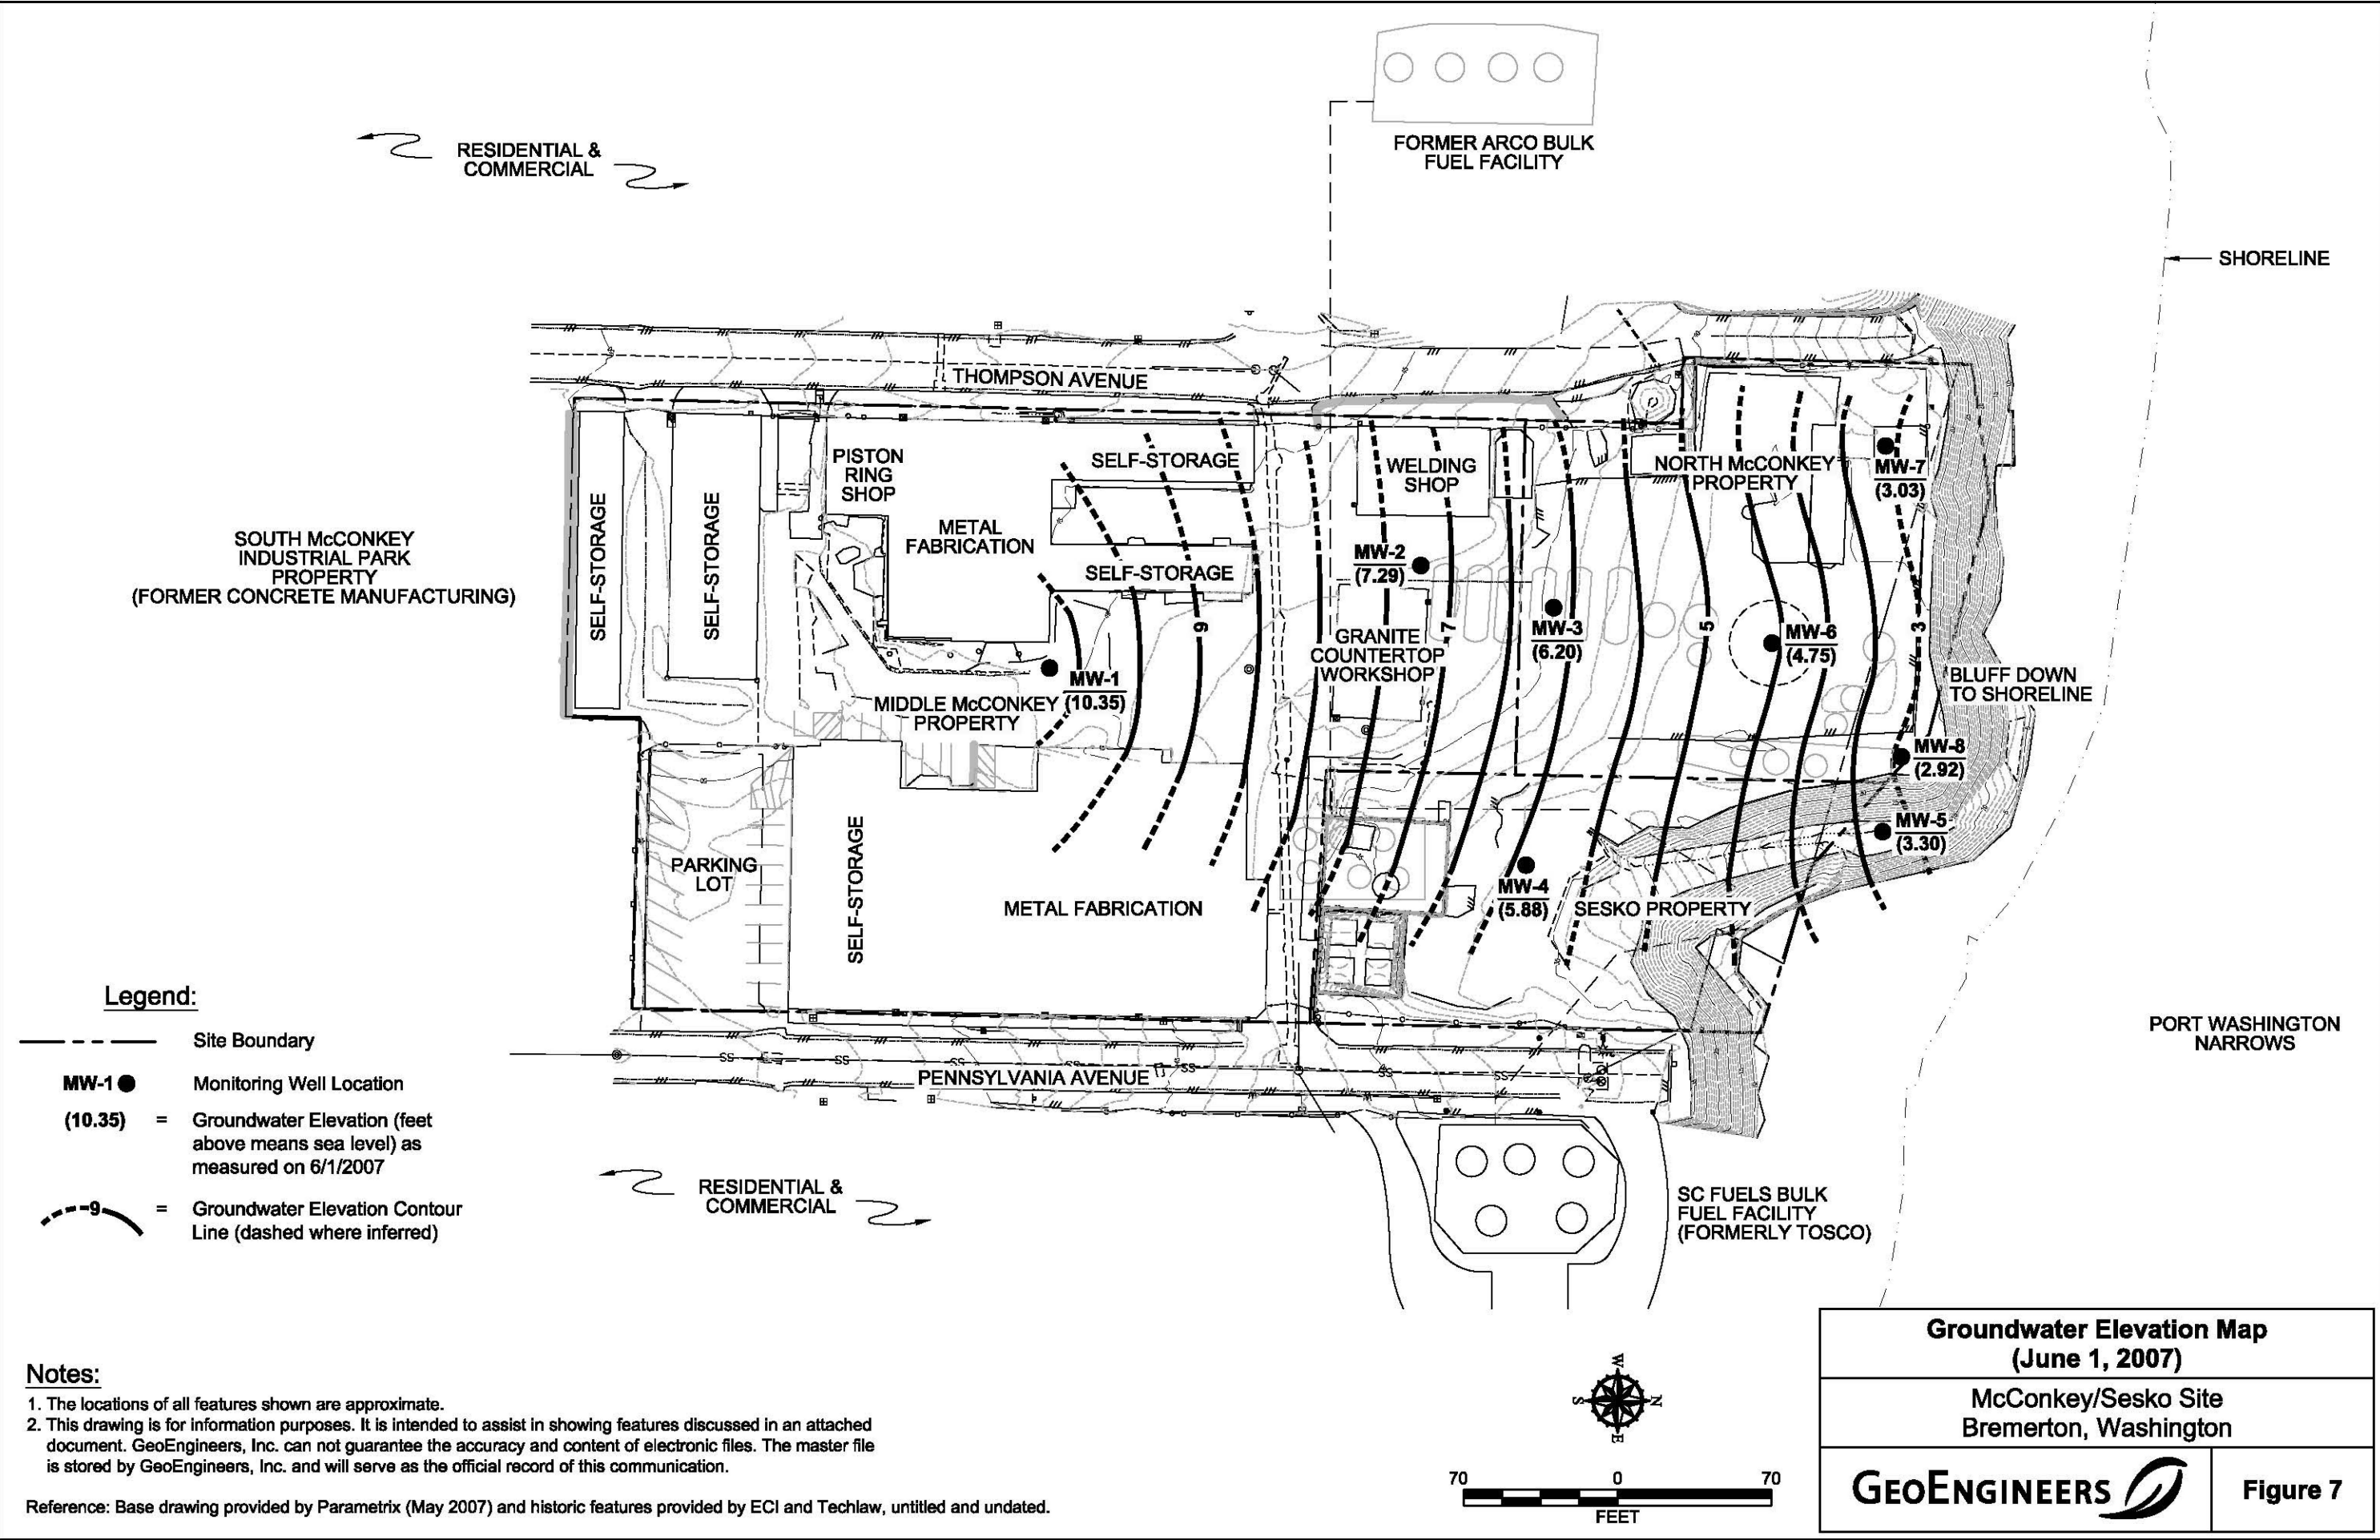 FORMER ARCO BULK
FUEL FACILITY
RESIDENTIAL &
COMMERCIAL
SHORELINE
THOMPSON AVENUE
SELF-STORAGE
SELF-STORAGE
PISTON
RING
SHOP
METAL
FABRICATION
SELF-STORAGE
SELF-STORAGE
9
WELDING
SHOP
NORTH McCONKEY
PROPERTY
MW-7
(3.03)
SOUTH McCONKEY
INDUSTRIAL PARK
PROPERTY
(FORMER CONCRETE MANUFACTURING)
MW-2
(7.29)
GRANITE
COUNTERTOP
WORKSHOP
7
MW-3
(6.20)
5
MW-6
(4.75)
3
MW-1
(10.35)
MIDDLE McCONKEY
PROPERTY
BLUFF DOWN
TO SHORELINE
MW-8
(2.92)
MW-5
(3.30)
PARKING
LOT
SELF-STORAGE
METAL FABRICATION
MW-4
(5.88)
SESKO PROPERTY
PORT WASHINGTON
NARROWS
SS
SS
SS
SS
SS
SS
SS
PENNSYLVANIA AVENUE
RESIDENTIAL &
COMMERCIAL
SC FUELS BULK
FUEL FACILITY
(FORMERLY TOSCO)
Legend:
Site Boundary
MW-1
Monitoring Well Location
(10.35) = Groundwater Elevation (feet
above means sea level) as
measured on 6/1/2007
9 = Groundwater Elevation Contour
Line (dashed where inferred)
Notes:
1. The locations of all features shown are approximate.
2. This drawing is for information purposes. It is intended to assist in showing features discussed in an attached
document. GeoEngineers, Inc. can not guarantee the accuracy and content of electronic files. The master file
is stored by GeoEngineers, Inc. and will serve as the official record of this communication.
Reference: Base drawing provided by Parametrix (May 2007) and historic features provided by ECI and Techlaw, untitled and undated.
W
S N
E
70 0 70
FEET
Groundwater Elevation Map
(June 1, 2007)
McConkey/Sesko Site
Bremerton, Washington
GEOENGINEERS
Figure 7